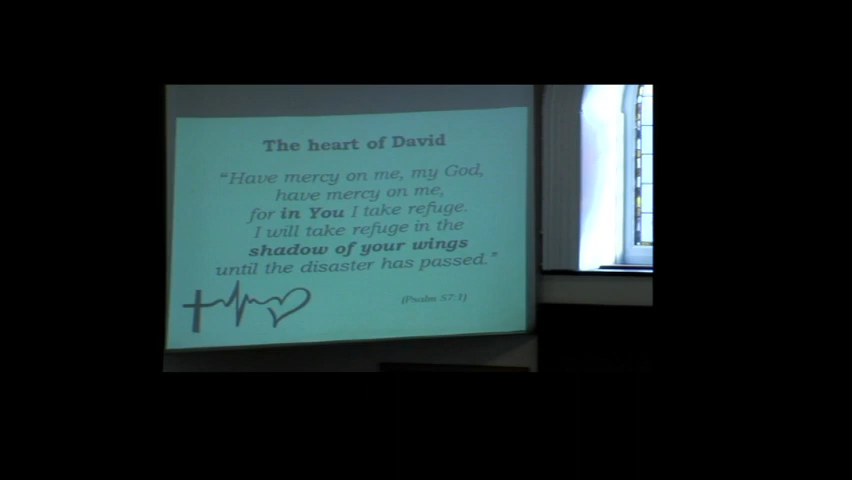 The heart of David
“Have mercy on me, my God,
have mercy on me,
for in You I take refuge.
I will take refuge in the
shadow of your wings
until the disaster has passed.”
(Psalm 57:1)